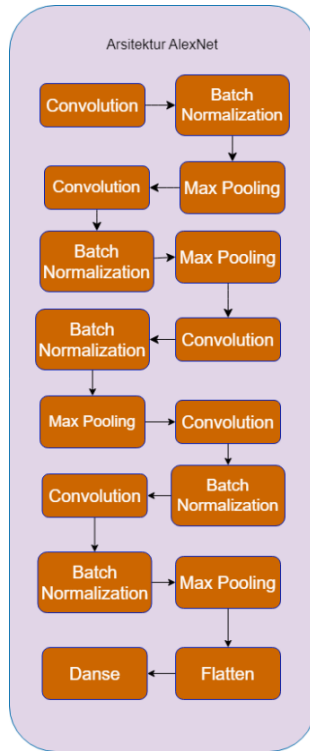 Arsitektur AlexNet
Convolution
Batch
Normalization
Convolution
Max Pooling
Batch
Normalization
Max Pooling
Batch
Normalization
Convolution
Max Pooling
Convolution
Convolution
Batch
Normalization
Batch
Normalization
Max Pooling
Danse
Flatten